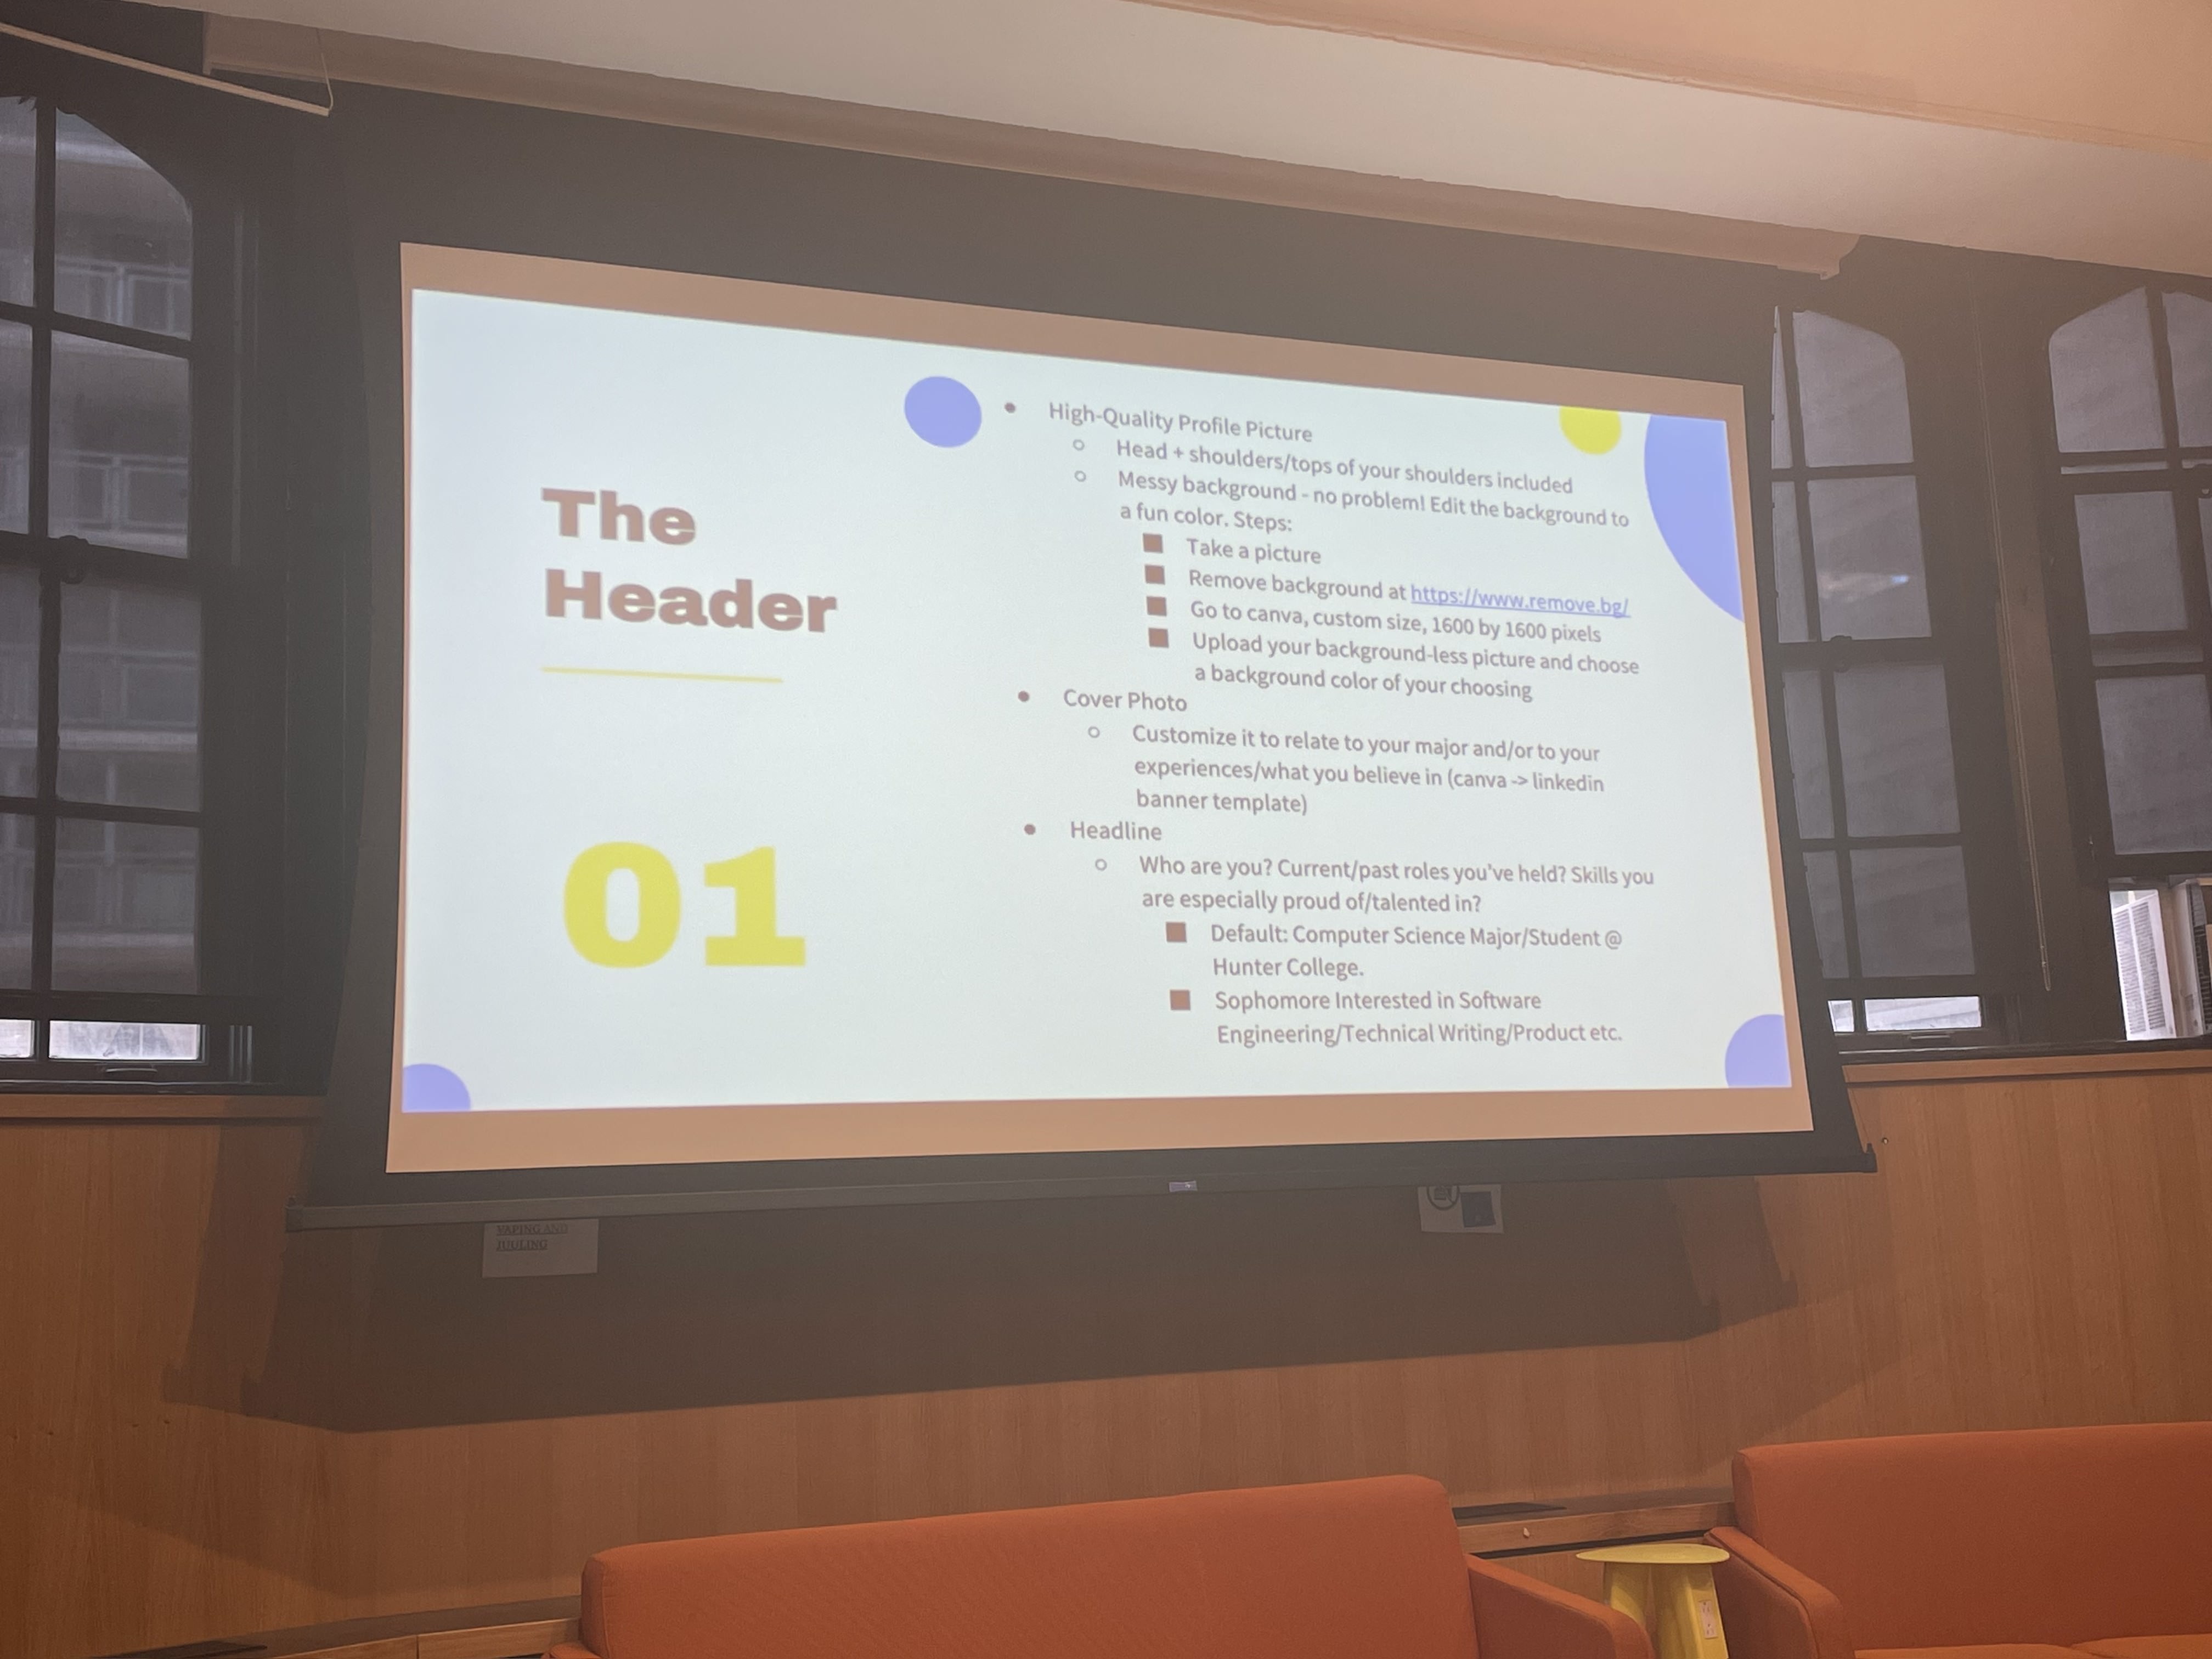 The
Header
01
High-Quality Profile Picture
Head + shoulders/tops of your shoulders included
Messy background - no problem! Edit the background to
a fun color. Steps:
Take a picture
Remove background at https://www.remove.bg/
Go to canva, custom size, 1600 by 1600 pixels
Upload your background-less picture and choose
a background color of your choosing
Cover Photo
Customize it to relate to your major and/or to your
experiences/what you believe in (canva -> linkedin
banner template)
Headline
Who are you? Current/past roles you've held? Skills you
are especially proud of/talented in?
Default: Computer Science Major/Student @
Hunter College.
Sophomore Interested in Software
Engineering/Technical Writing/Product etc.
VAPING AND
JUULING